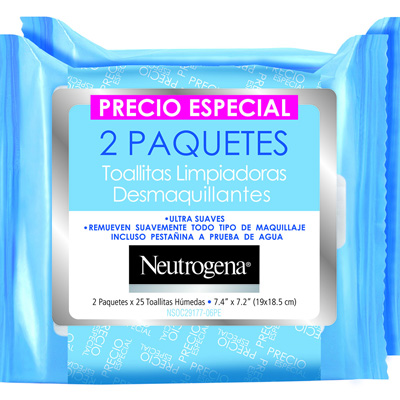 PRECIO ESPECIAL
2 PAQUETES
Toallitas Limpiadoras
Desmaquillantes
•ULTRA SUAVES
•REMUEVEN SUAVEMENTE TODO TIPO DE MAQUILLAJE
INCLUSO PESTAÑINA A PRUEBA DE AGUA
Neutrogena®
2 Paquetes x 25 Toallitas Húmedas • 7.4" x 7.2" (19x18.5 cm)
NSOC29177-06PE
PRECIO
ESPECIAL